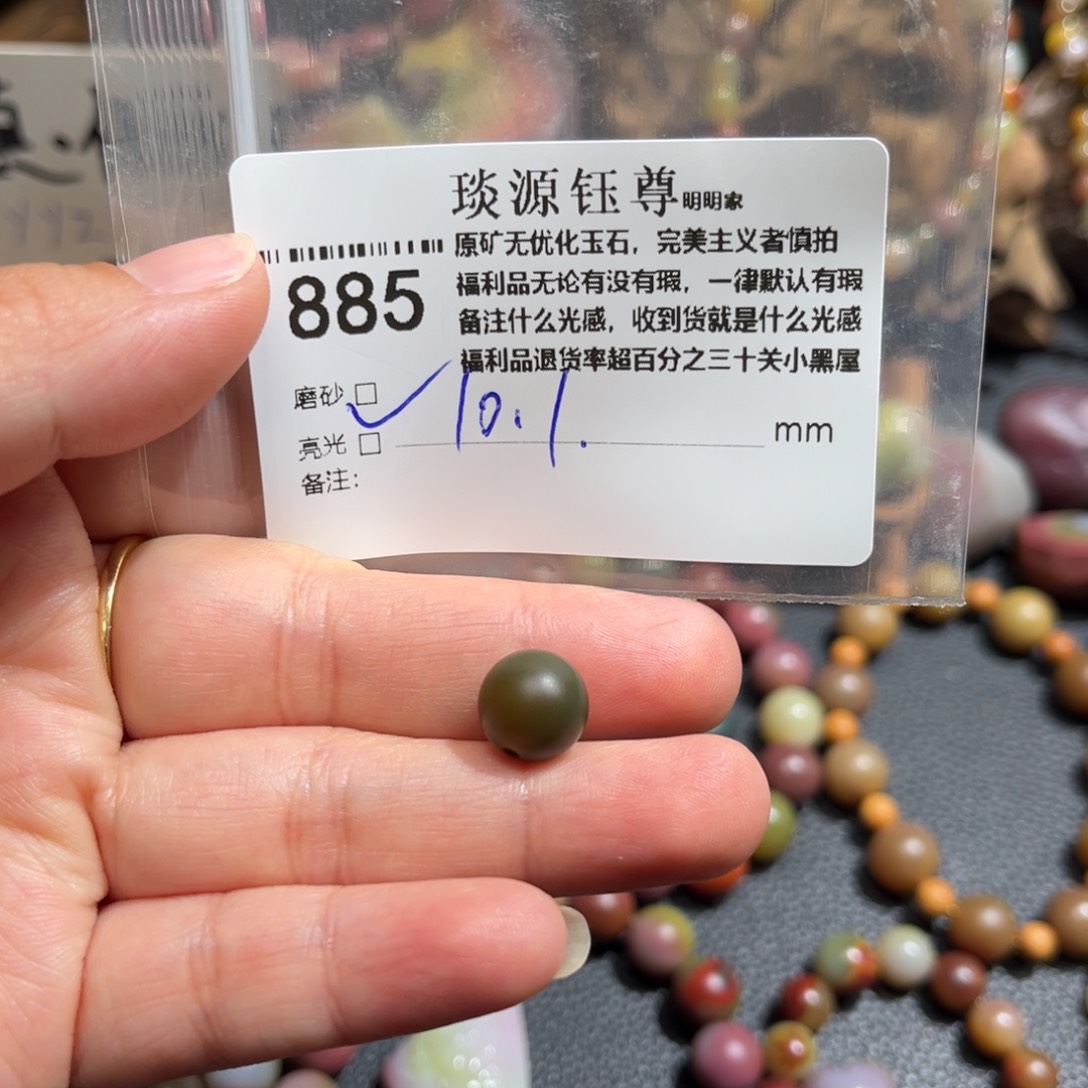 琰源钰尊明明家
原矿无优化玉石，完美主义者慎拍
885
福利品无论有没有瑕，一律默认有瑕
备注什么光感，收到货就是什么光感
福利品退货率超百分之三十关小黑屋
磨砂 □ ✓ 10.1.
亮光 □ mm
备注：